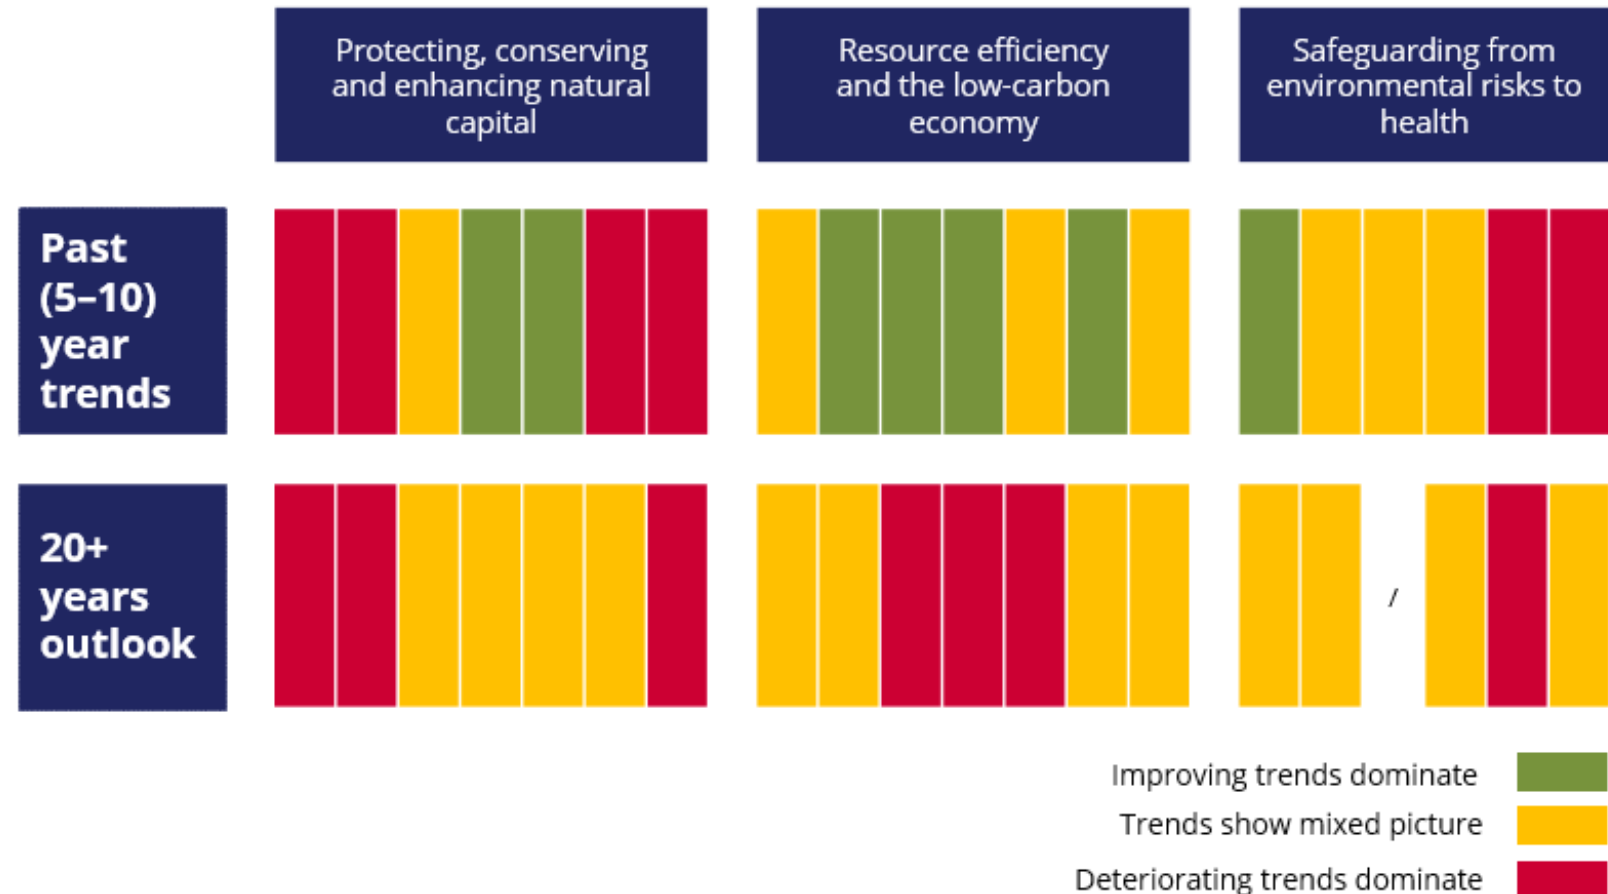 Protecting, conserving
and enhancing natural
capital
Resource efficiency
and the low-carbon
economy
Safeguarding from
environmental risks to
health
Past
(5–10)
year
trends
20+
years
outlook
/
Improving trends dominate
Trends show mixed picture
Deteriorating trends dominate